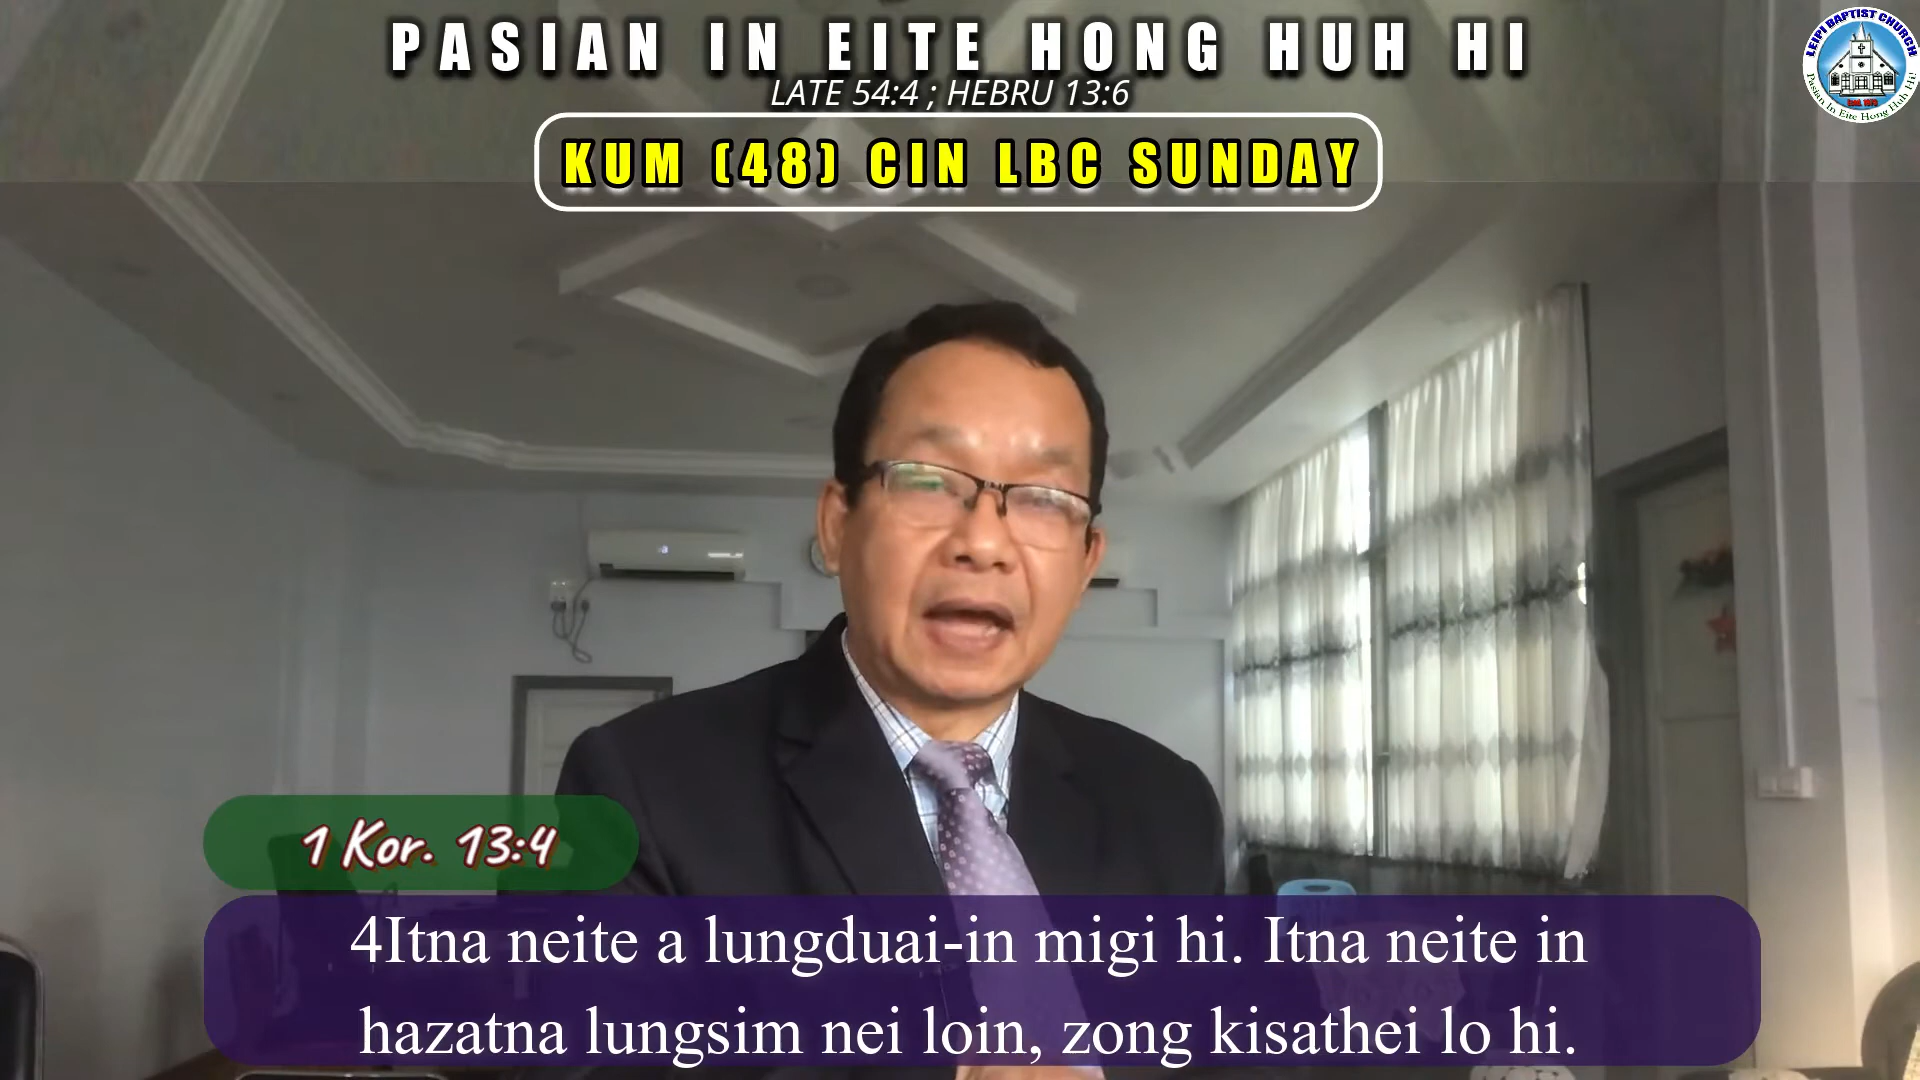 PASIAN IN EITE HONG HUH HI
LATE 54:4 ; HEBRU 13:6
KUM (48) CIN LBC SUNDAY
LEIPI BAPTIST CHURCH
Pasian In Eite Hong Huh Hi!
1 Kor. 13:4
4Itna neite a lungduai-in migi hi. Itna neite in
hazatna lungsim nei loin, zong kisathei lo hi.